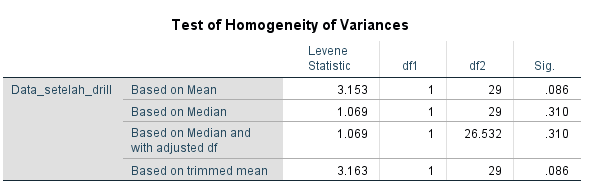 Test of Homogeneity of Variances
Levene
Statistic df1 df2 Sig.
Data_setelah_drill Based on Mean 3.153 1 29 .086
Based on Median 1.069 1 29 .310
Based on Median and
with adjusted df 1.069 1 26.532 .310
Based on trimmed mean 3.163 1 29 .086